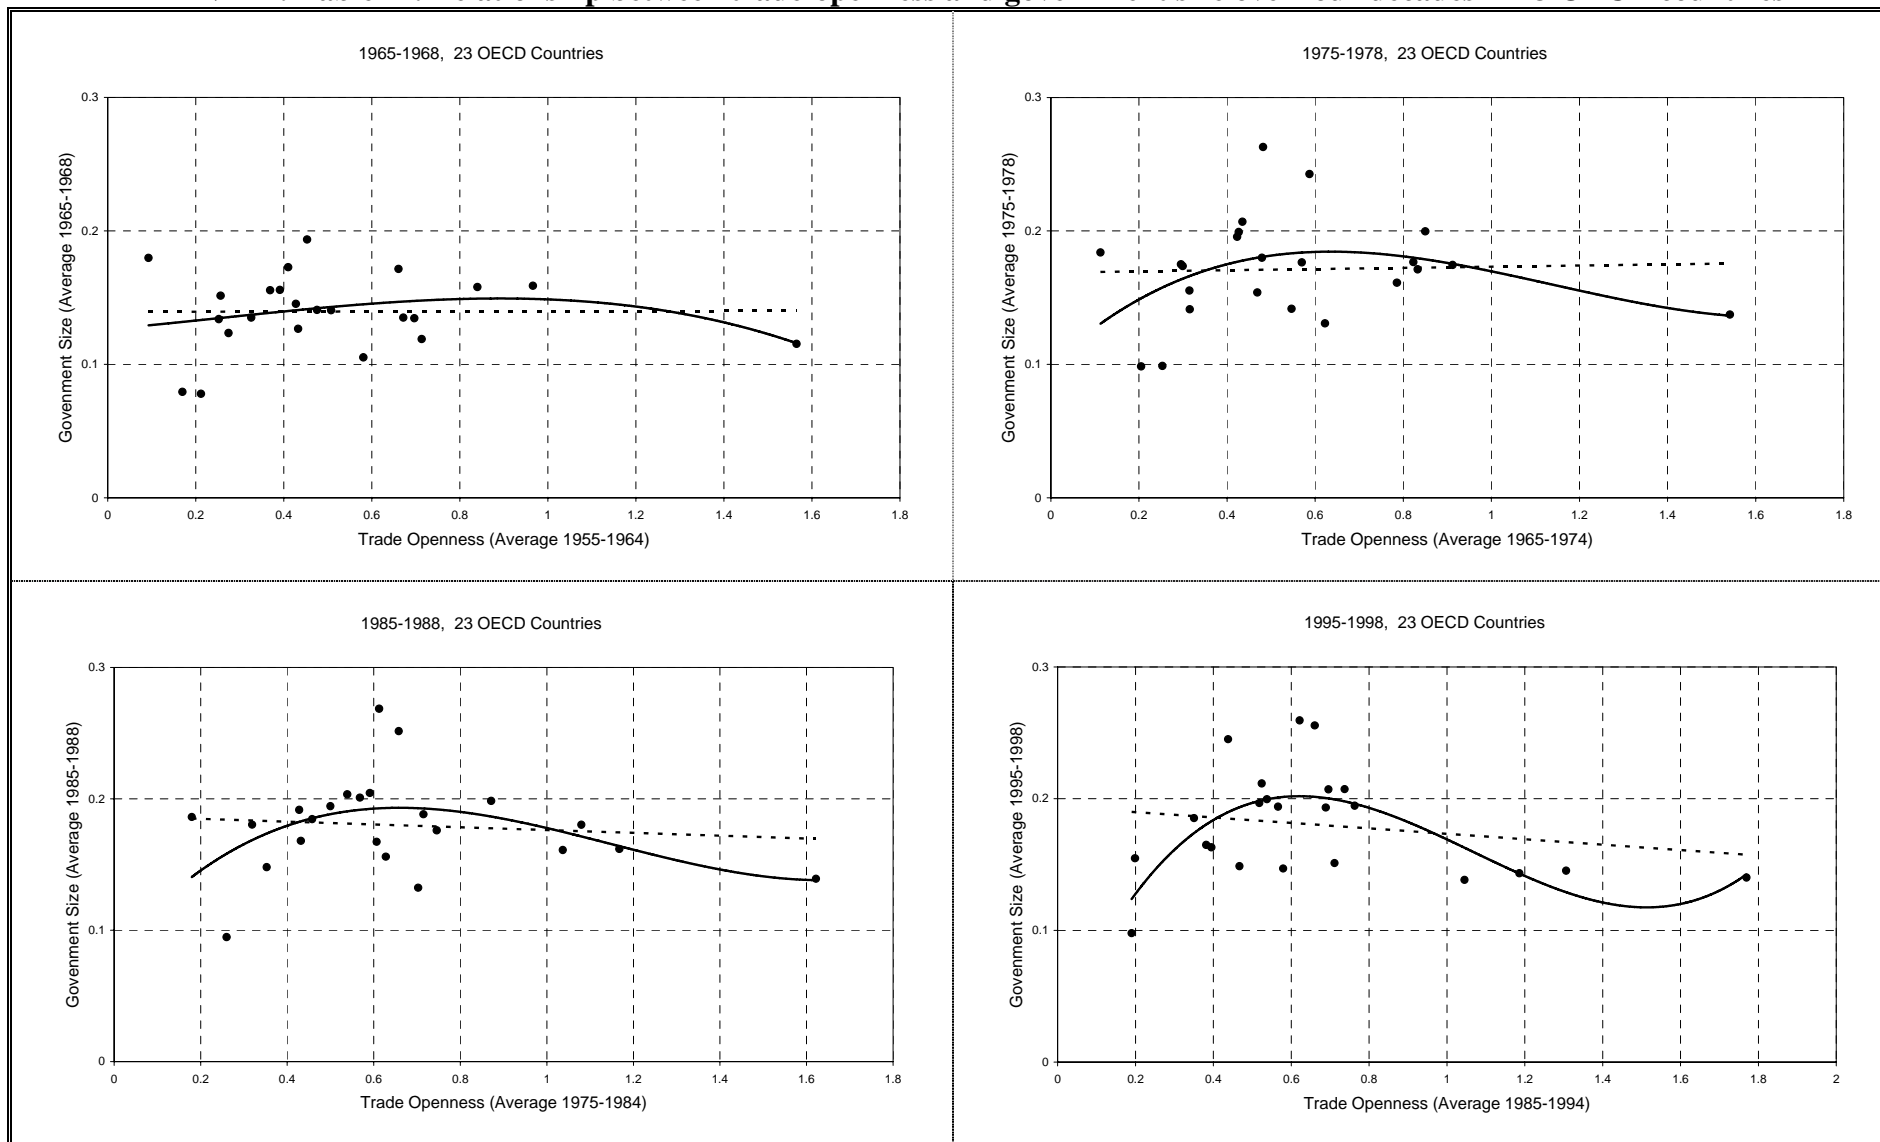 1965-1968, 23 OECD Countries
0.3
0.2
0.1
0
0 0.2 0.4 0.6 0.8 1 1.2 1.4 1.6 1.8
Govenment Size (Average 1965-1968)
Trade Openness (Average 1955-1964)
1975-1978, 23 OECD Countries
0.3
0.2
0.1
0
0 0.2 0.4 0.6 0.8 1 1.2 1.4 1.6 1.8
Govenment Size (Average 1975-1978)
Trade Openness (Average 1965-1974)
1985-1988, 23 OECD Countries
0.3
0.2
0.1
0
0 0.2 0.4 0.6 0.8 1 1.2 1.4 1.6 1.8
Govenment Size (Average 1985-1988)
Trade Openness (Average 1975-1984)
1995-1998, 23 OECD Countries
0.3
0.2
0.1
0
0 0.2 0.4 0.6 0.8 1 1.2 1.4 1.6 1.8 2
Govenment Size (Average 1995-1998)
Trade Openness (Average 1985-1994)